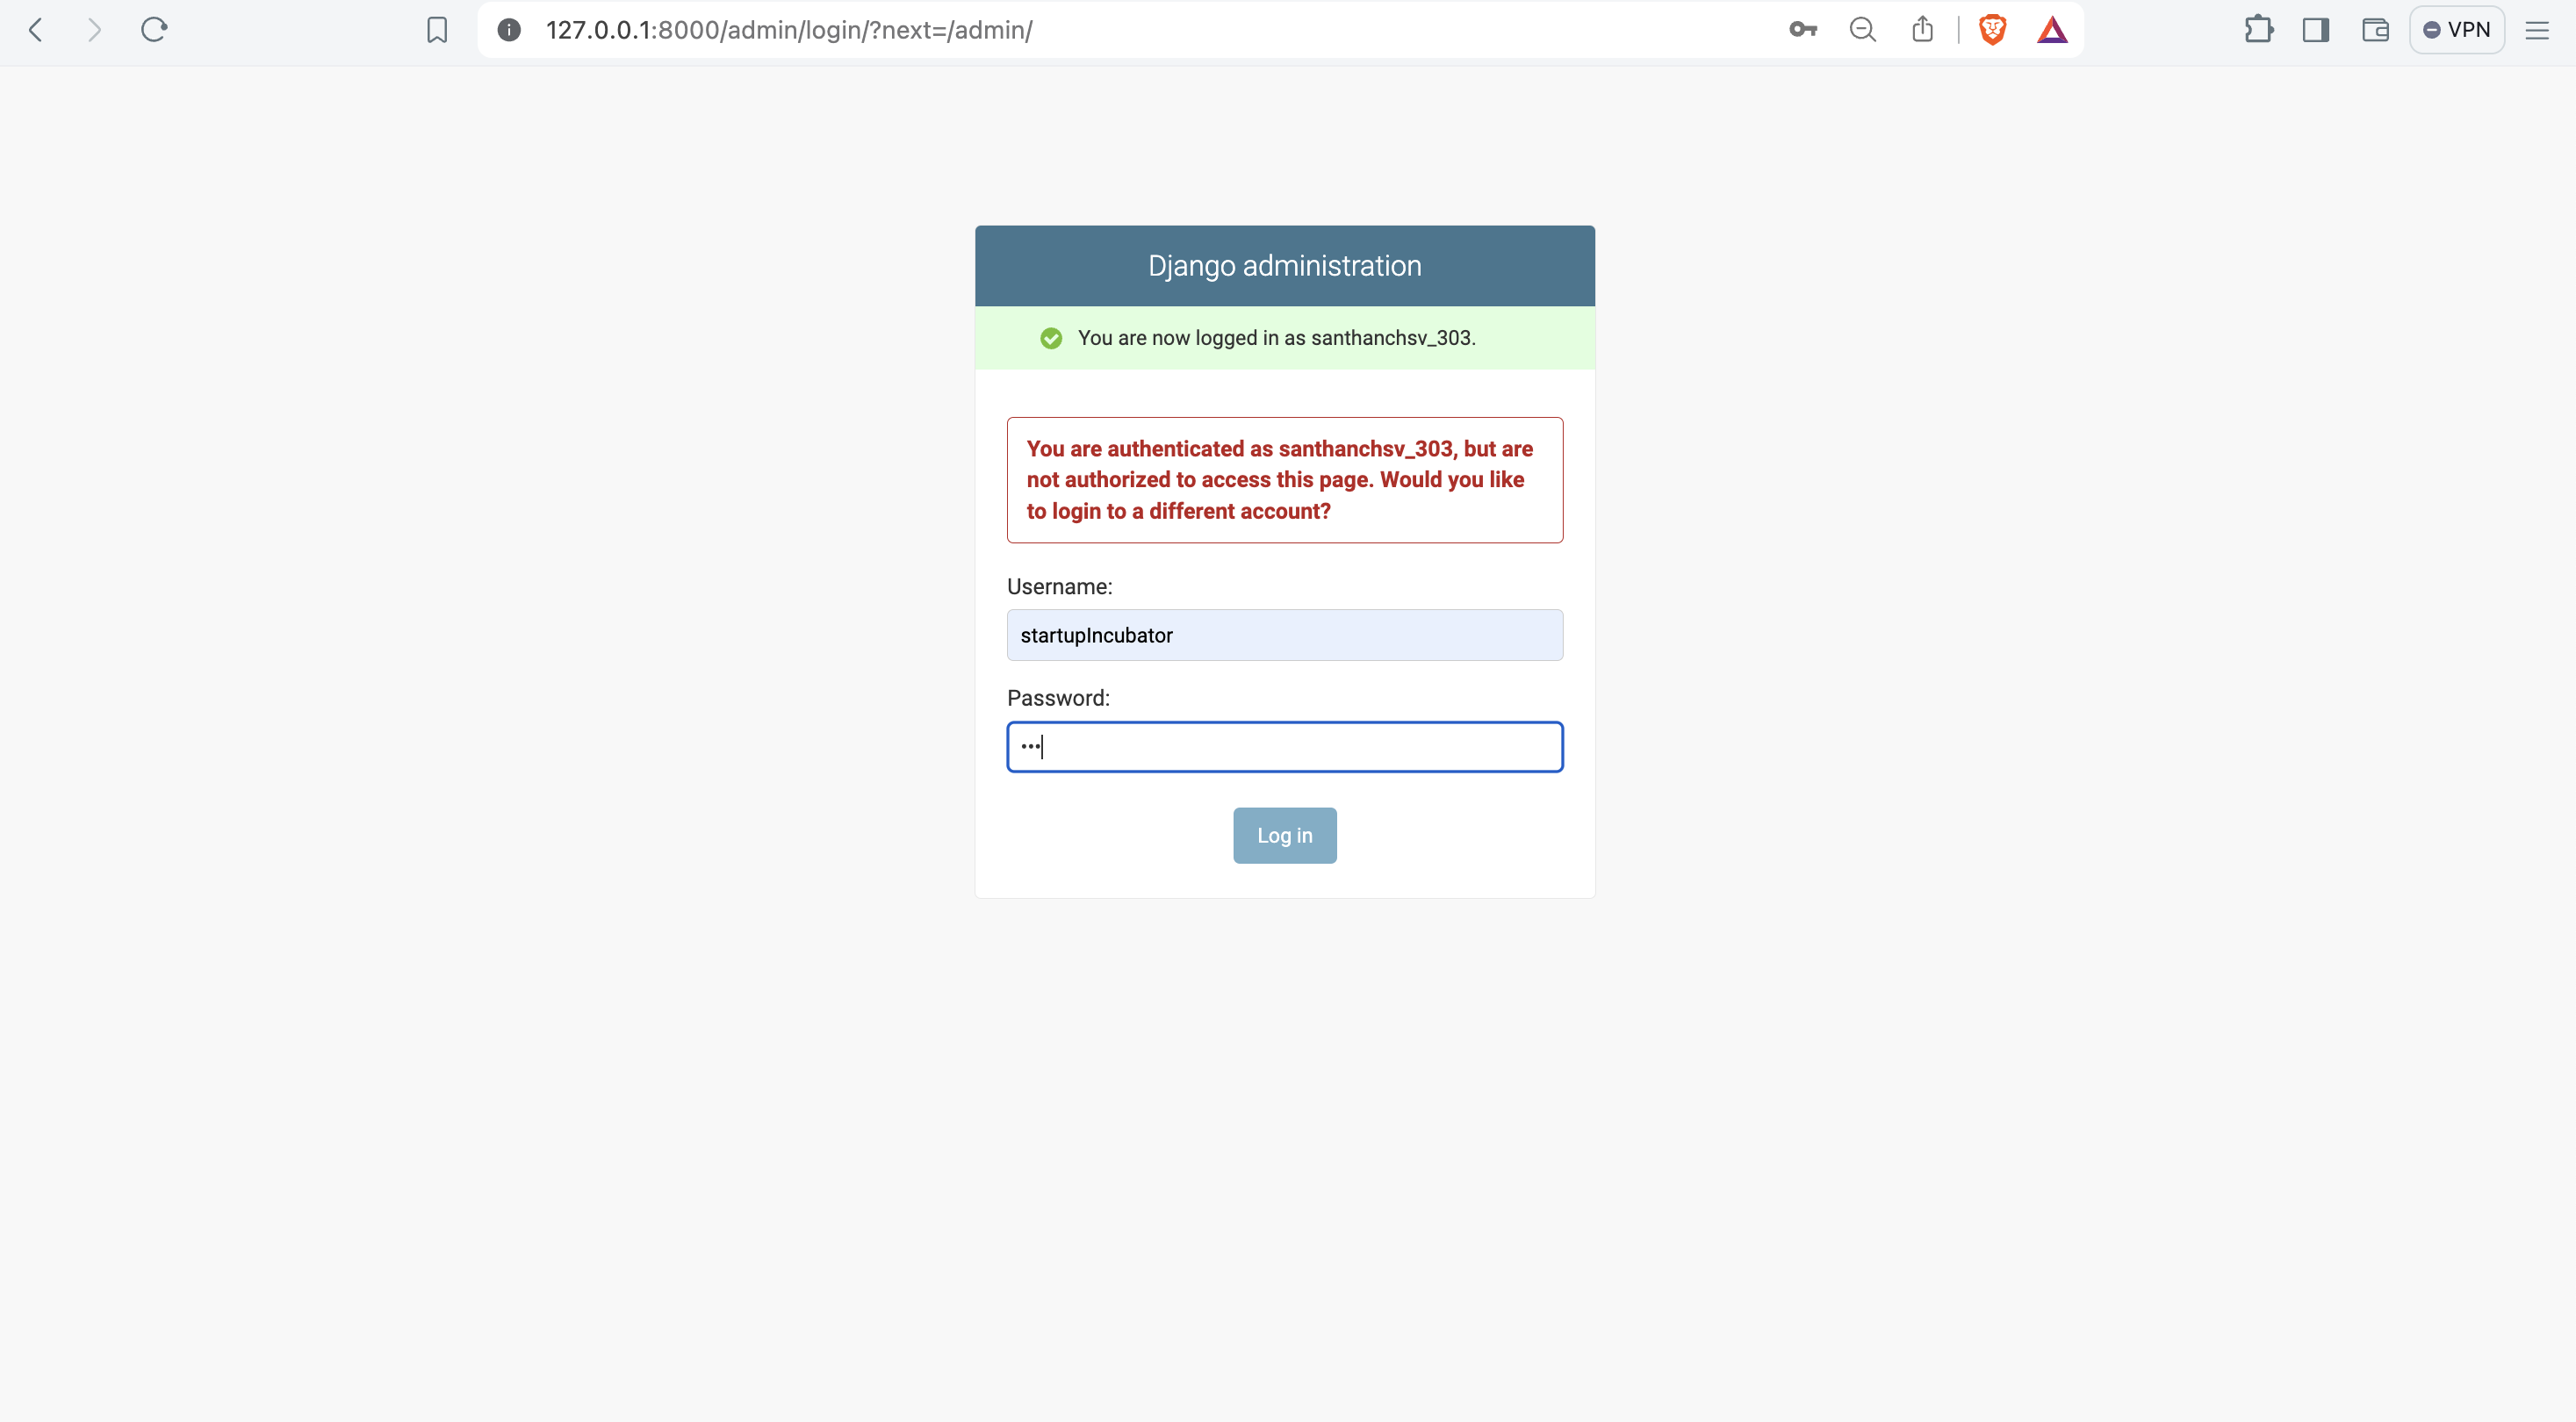 127.0.0.1:8000/admin/login/?next=/admin/
VPN
Django administration
You are now logged in as santhanchsv_303.
You are authenticated as santhanchsv_303, but are
not authorized to access this page. Would you like
to login to a different account?
Username:
startupIncubator
Password:
•••
Log in